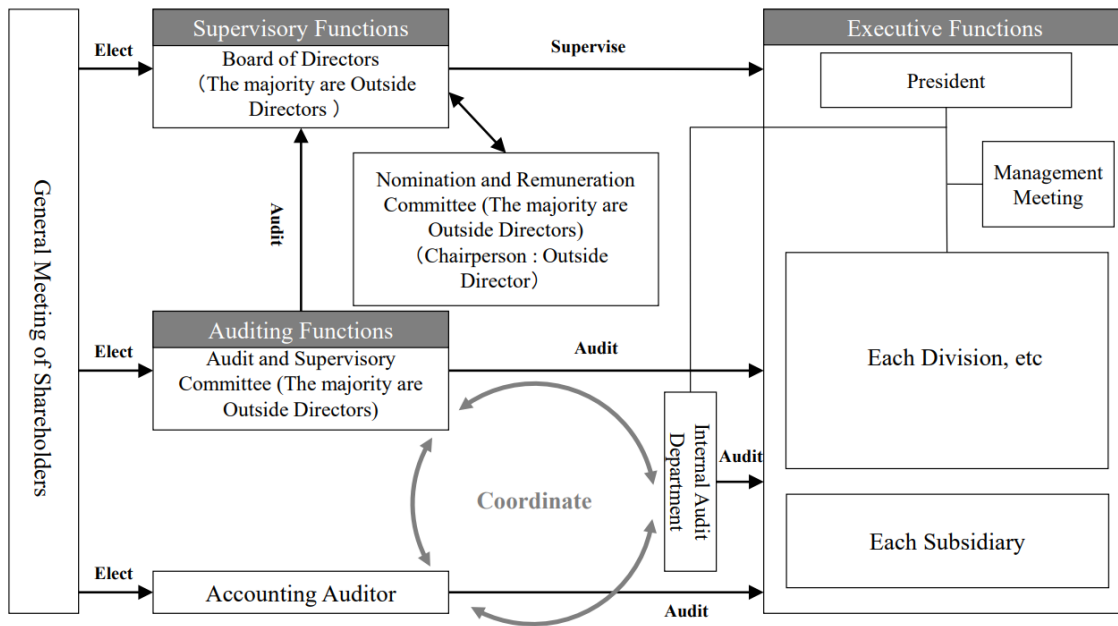 General Meeting of Shareholders
Elect
Supervisory Functions
Board of Directors
（The majority are Outside
Directors ）
Supervise
Executive Functions
President
Management
Meeting
Nomination and Remuneration
Committee (The majority are
Outside Directors)
（Chairperson : Outside
Director）
Audit
Elect
Auditing Functions
Audit and Supervisory
Committee (The majority are
Outside Directors)
Audit
Each Division, etc
Internal Audit
Department
Audit
Coordinate
Each Subsidiary
Elect
Accounting Auditor
Audit